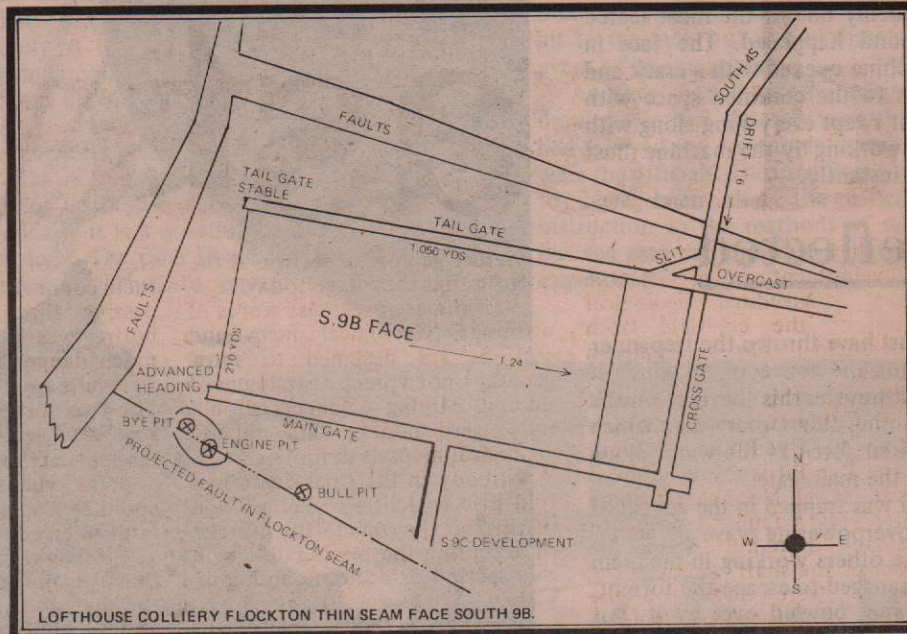 SOUTH 4S
DRIFT 1.6
FAULTS
TAIL GATE
STABLE
TAIL GATE
1,050 YDS
SLIT
OVERCAST
FAULTS
S.9B FACE
1.24
210 YDS
CROSS GATE
ADVANCED
HEADING
MAIN GATE
BYE PIT
ENGINE PIT
BULL PIT
PROJECTED FAULT IN FLOCKTON SEAM
S 9C DEVELOPMENT
N
W E
S
LOFTHOUSE COLLIERY FLOCKTON THIN SEAM FACE SOUTH 9B.